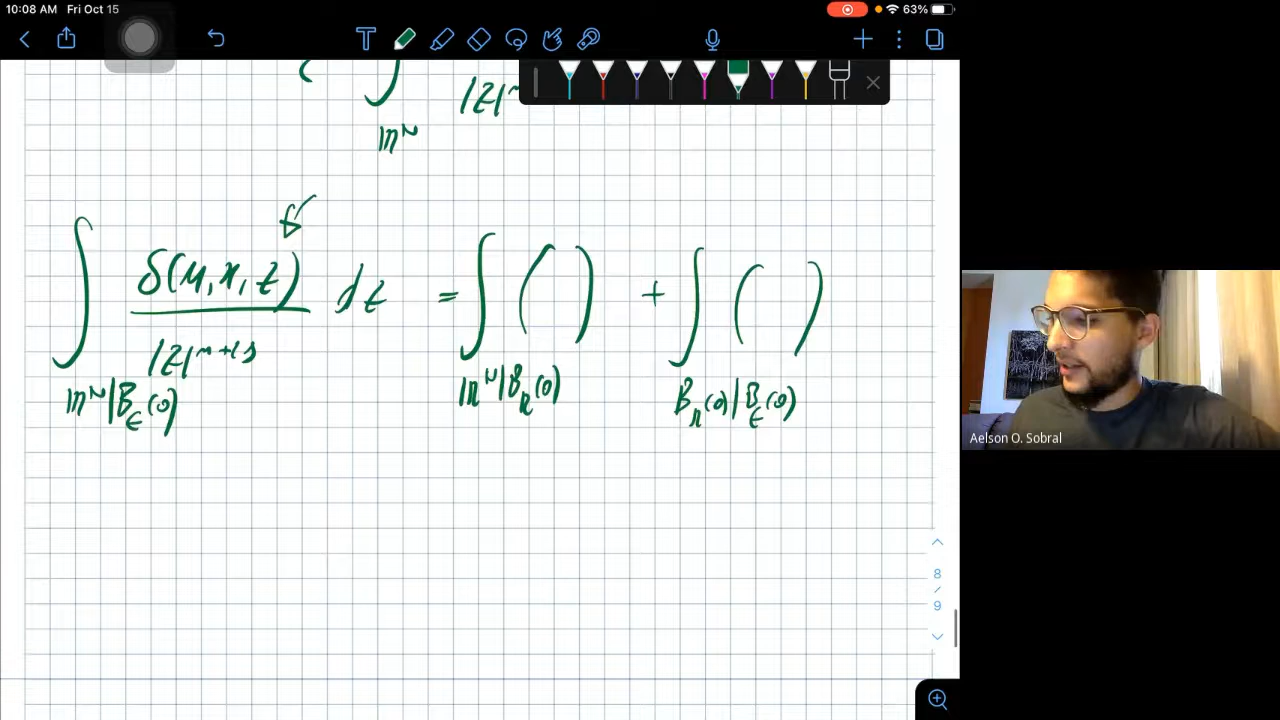 10:08 AM Fri Oct 15
63%
|z|ⁿ
ℝᴺ
∫ δ(u, x, z) / |z|ⁿ⁺ˢ dz = ∫ ( ) + ∫ ( )
ℝᴺ|B_ε(0) ℝᴺ|B_r(0) B_r(0)|B_ε(0)
Aelson O. Sobral
8
9